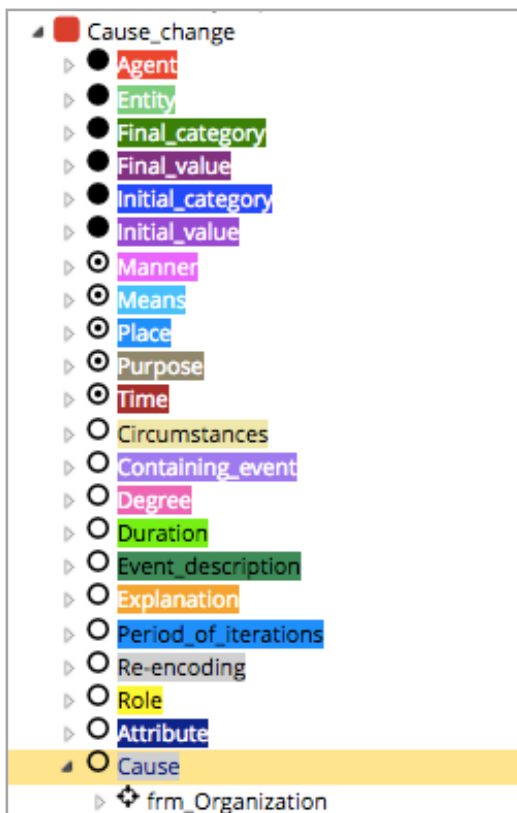 Cause_change
Agent
Entity
Final_category
Final_value
Initial_category
Initial_value
Manner
Means
Place
Purpose
Time
Circumstances
Containing_event
Degree
Duration
Event_description
Explanation
Period_of_iterations
Re-encoding
Role
Attribute
Cause
frm_Organization